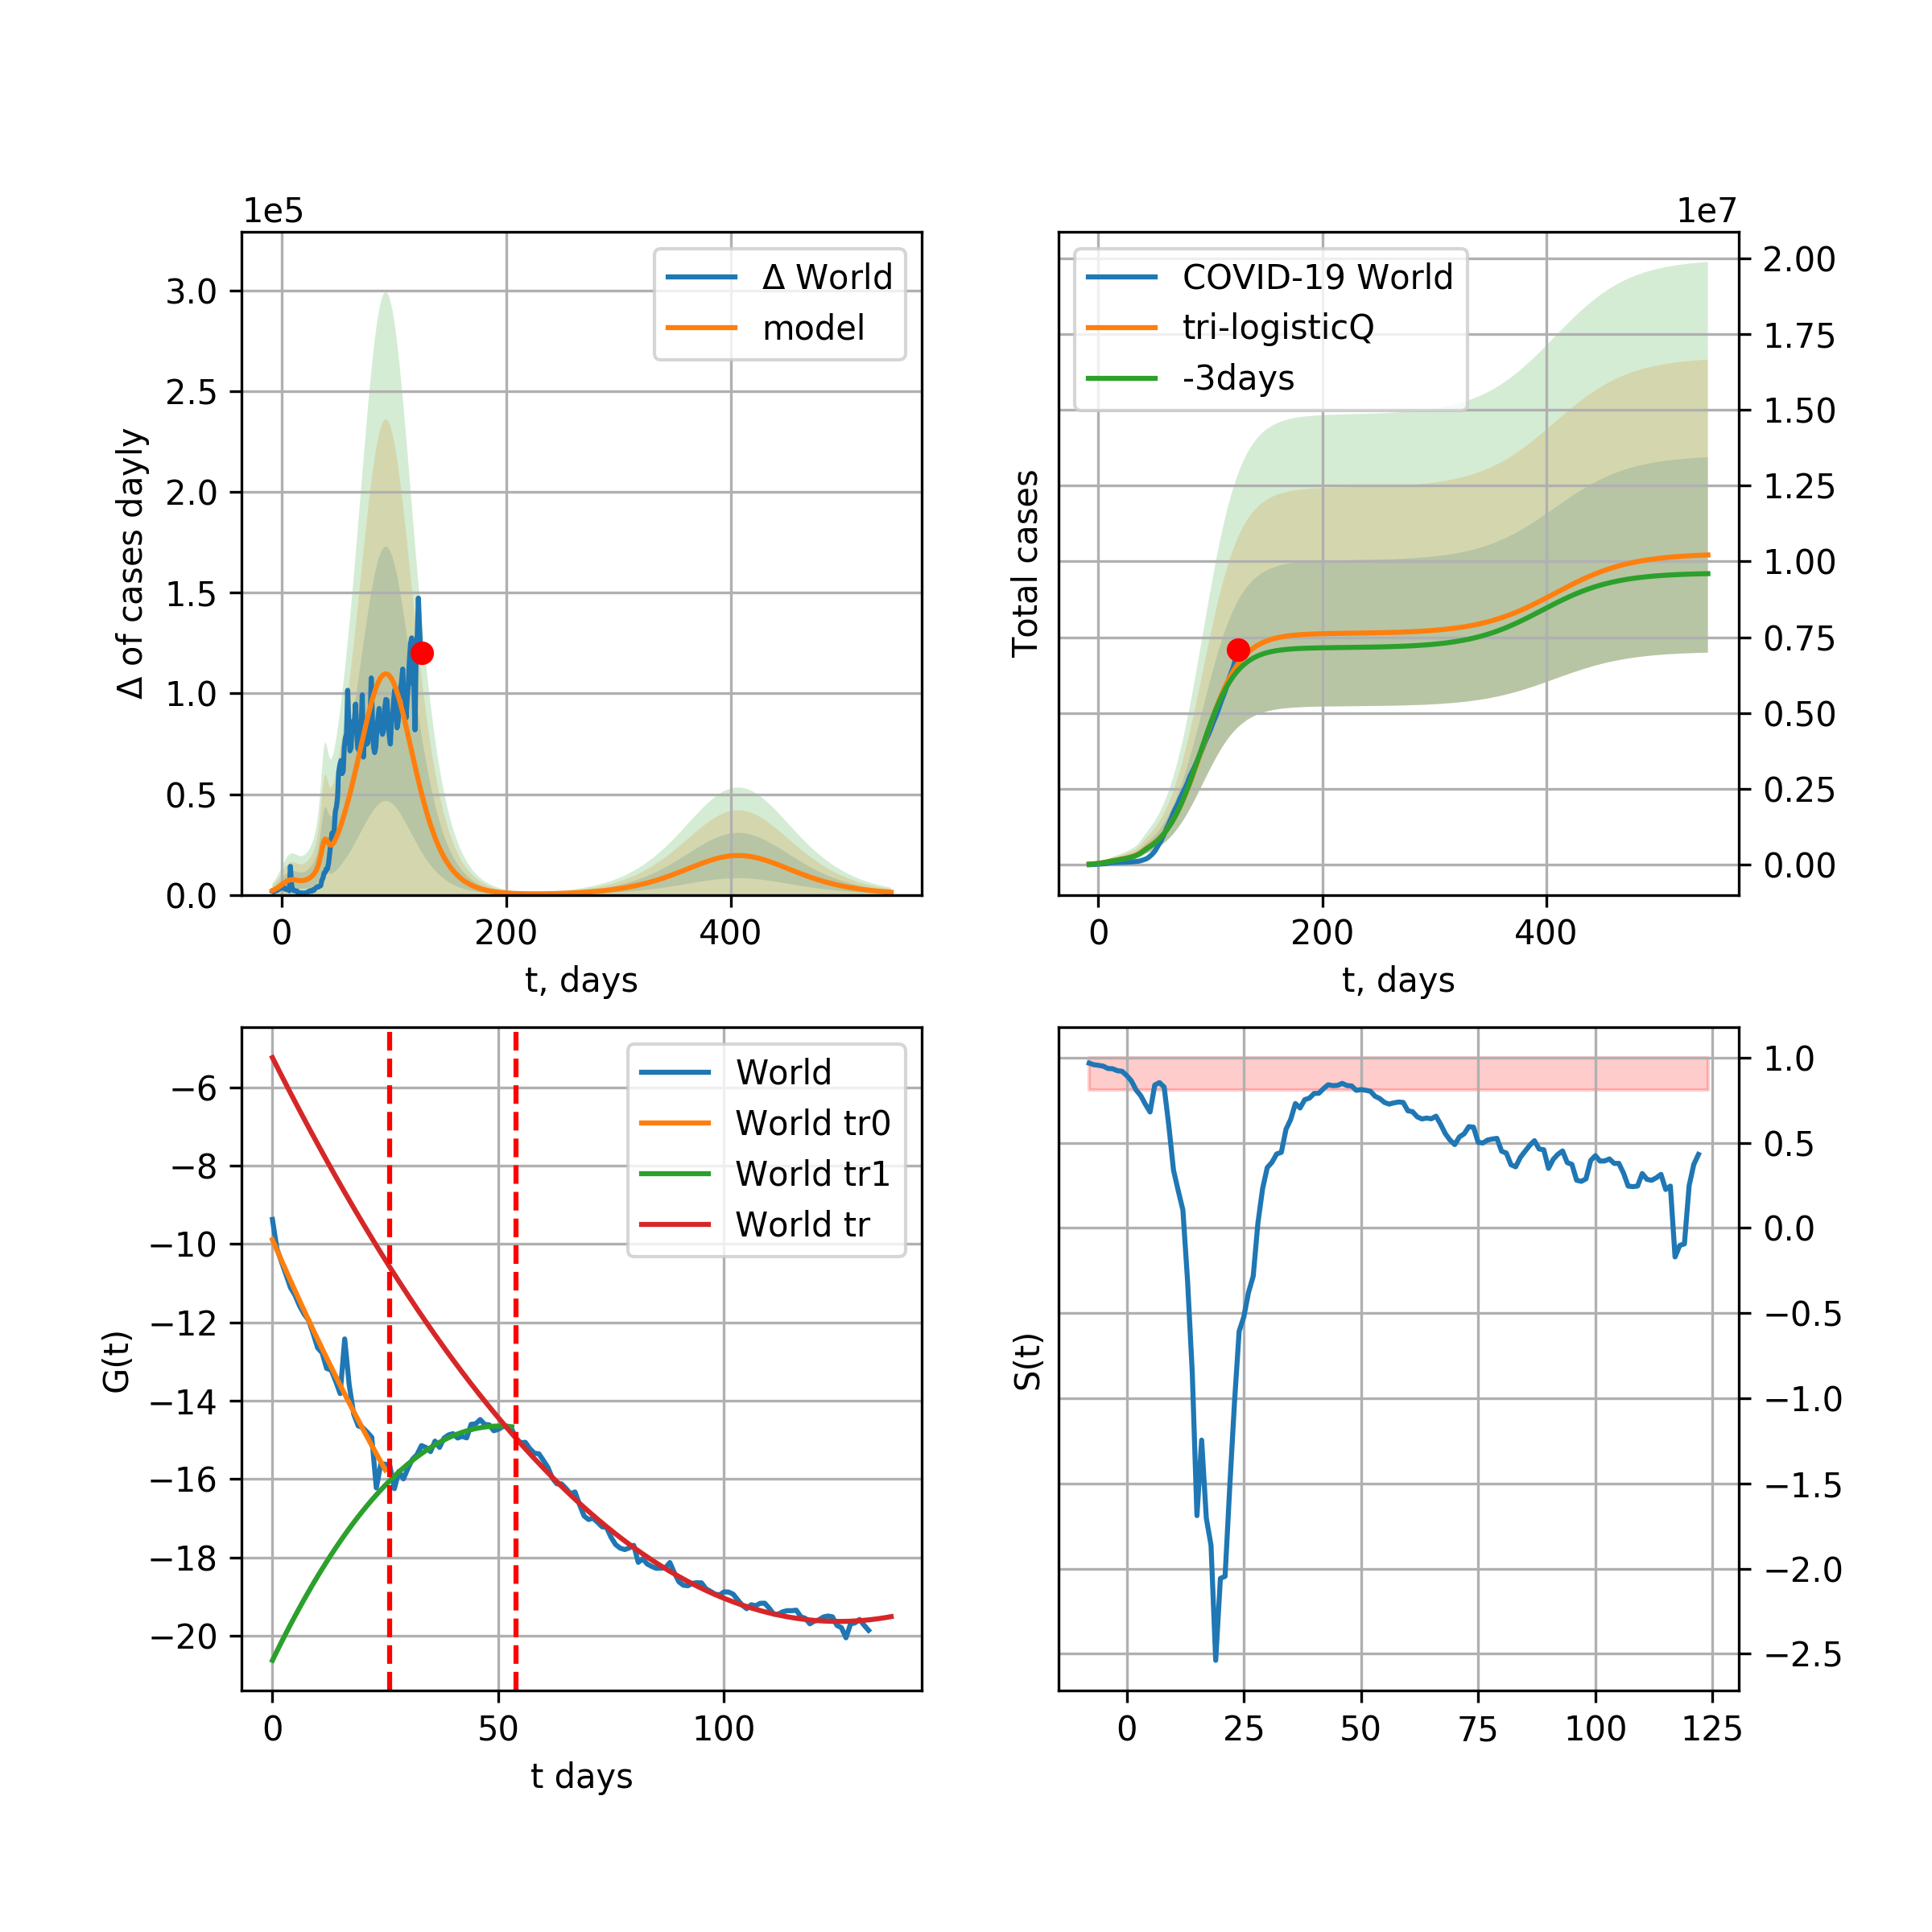 1e5
Δ of cases dayly
3.0
2.5
2.0
1.5
1.0
0.5
0.0
Δ World
model
0 200 400
t, days
1e7
Total cases
COVID-19 World
tri-logisticQ
-3days
2.00
1.75
1.50
1.25
1.00
0.75
0.50
0.25
0.00
0 200 400
t, days
G(t)
−6
−8
−10
−12
−14
−16
−18
−20
World
World tr0
World tr1
World tr
0 50 100
t days
S(t)
1.0
0.5
0.0
−0.5
−1.0
−1.5
−2.0
−2.5
0 25 50 75 100 125